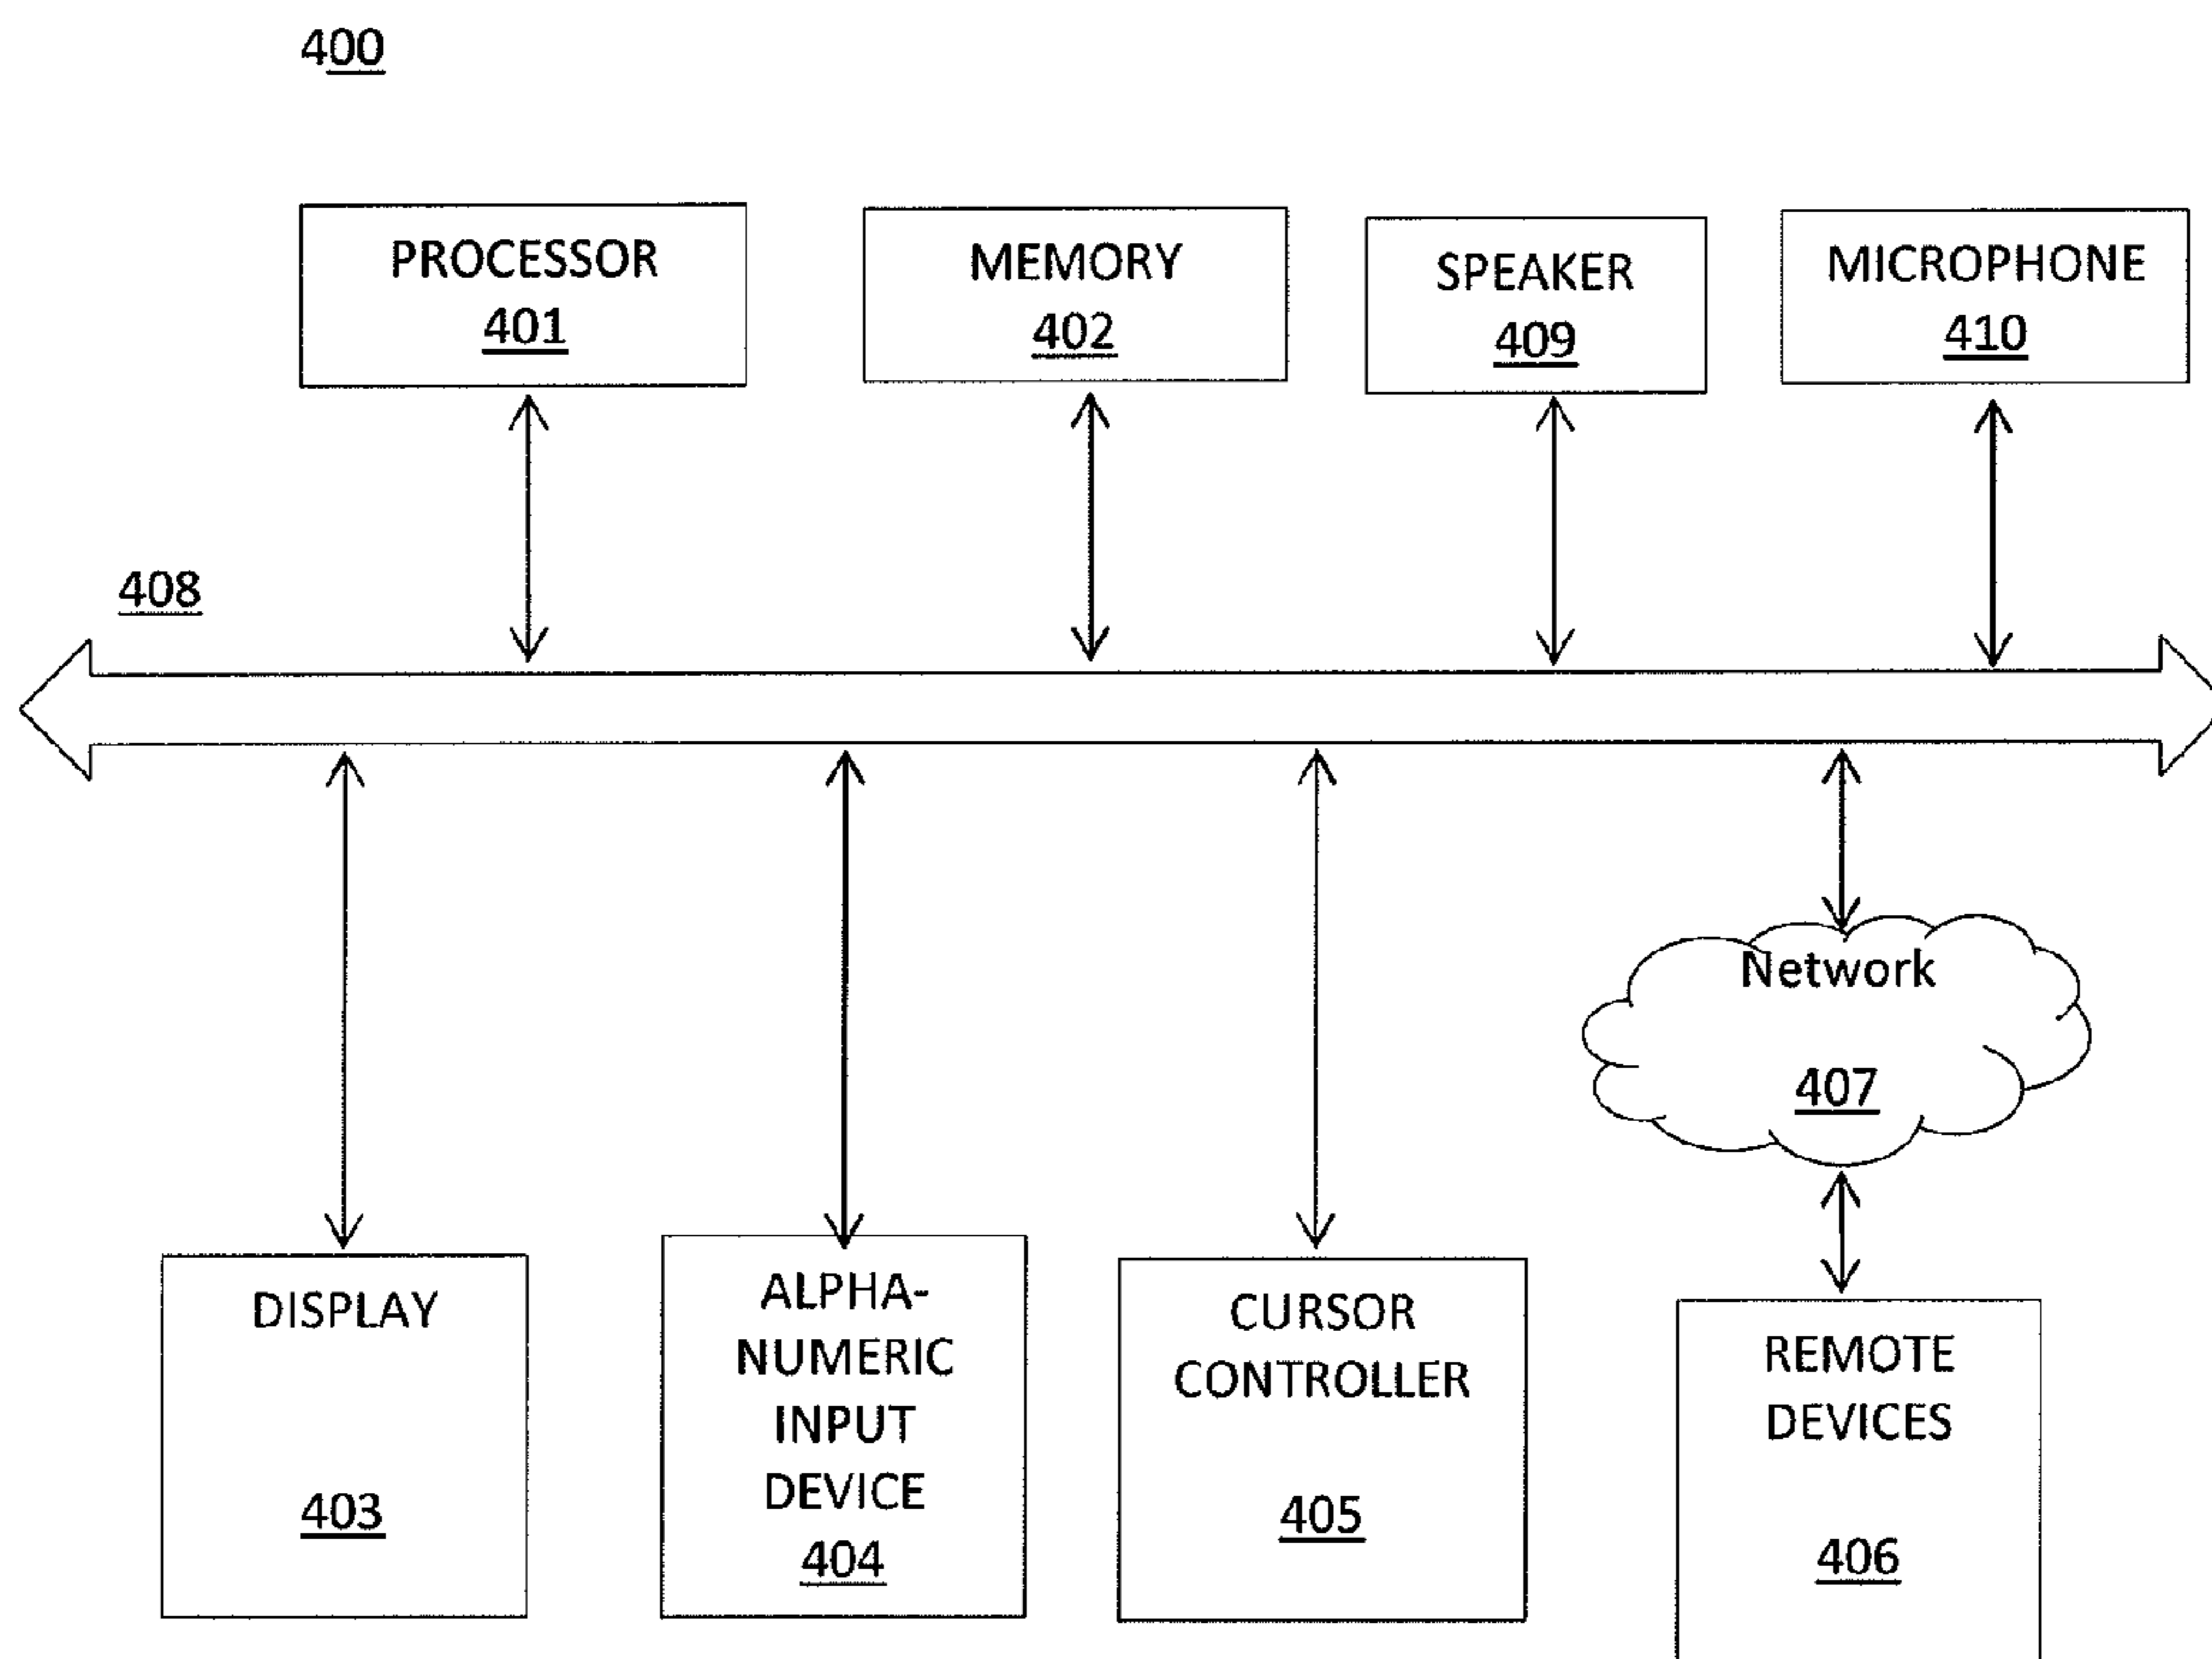 400
PROCESSOR
401
MEMORY
402
SPEAKER
409
MICROPHONE
410
408
Network
407
DISPLAY
403
ALPHA-
NUMERIC
INPUT
DEVICE
404
CURSOR
CONTROLLER
405
REMOTE
DEVICES
406